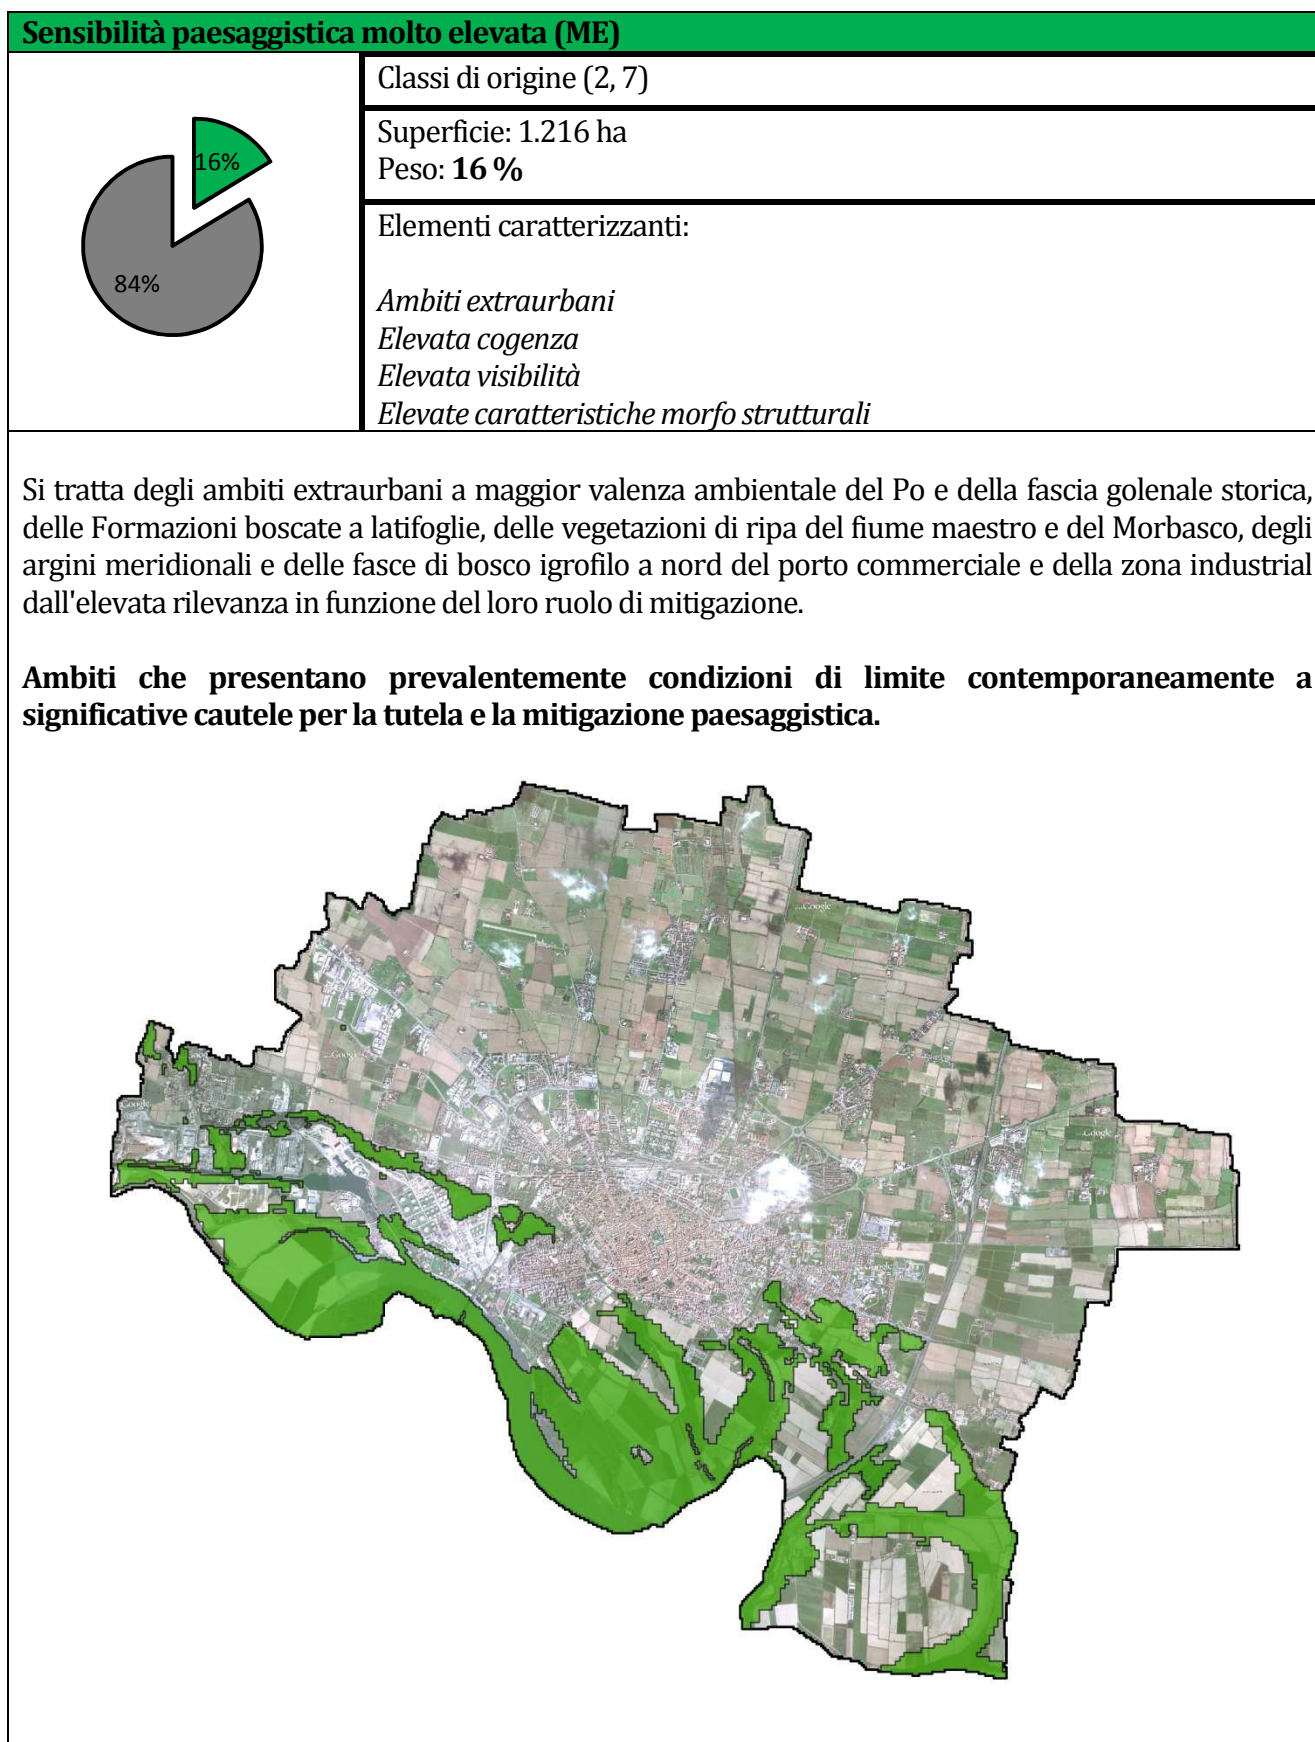 Sensibilità paesaggistica molto elevata (ME)
Classi di origine (2, 7)
Superficie: 1.216 ha
Peso: 16 %
16%
84%
Elementi caratterizzanti:
Ambiti extraurbani
Elevata cogenza
Elevata visibilità
Elevate caratteristiche morfo strutturali
Si tratta degli ambiti extraurbani a maggior valenza ambientale del Po e della fascia golenale storica,
delle Formazioni boscate a latifoglie, delle vegetazioni di ripa del fiume maestro e del Morbasco, degli
argini meridionali e delle fasce di bosco igrofilo a nord del porto commerciale e della zona industrial
dall'elevata rilevanza in funzione del loro ruolo di mitigazione.
Ambiti che presentano prevalentemente condizioni di limite contemporaneamente a
significative cautele per la tutela e la mitigazione paesaggistica.
Google
Google
Google
Google
Google